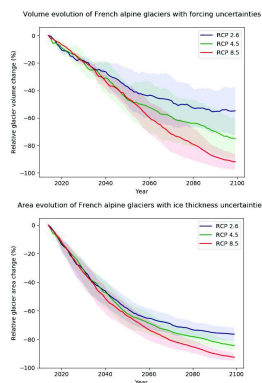 Volume evolution of French alpine glaciers with forcing uncertainties
RCP 2.6
RCP 4.5
RCP 8.5
Relative glacier volume change (%)
0
−20
−40
−60
−80
−100
2020
2040
2060
2080
2100
Year
Area evolution of French alpine glaciers with ice thickness uncertaintie
RCP 2.6
RCP 4.5
RCP 8.5
Relative glacier area change (%)
0
−20
−40
−60
−80
−100
2020
2040
2060
2080
2100
Year